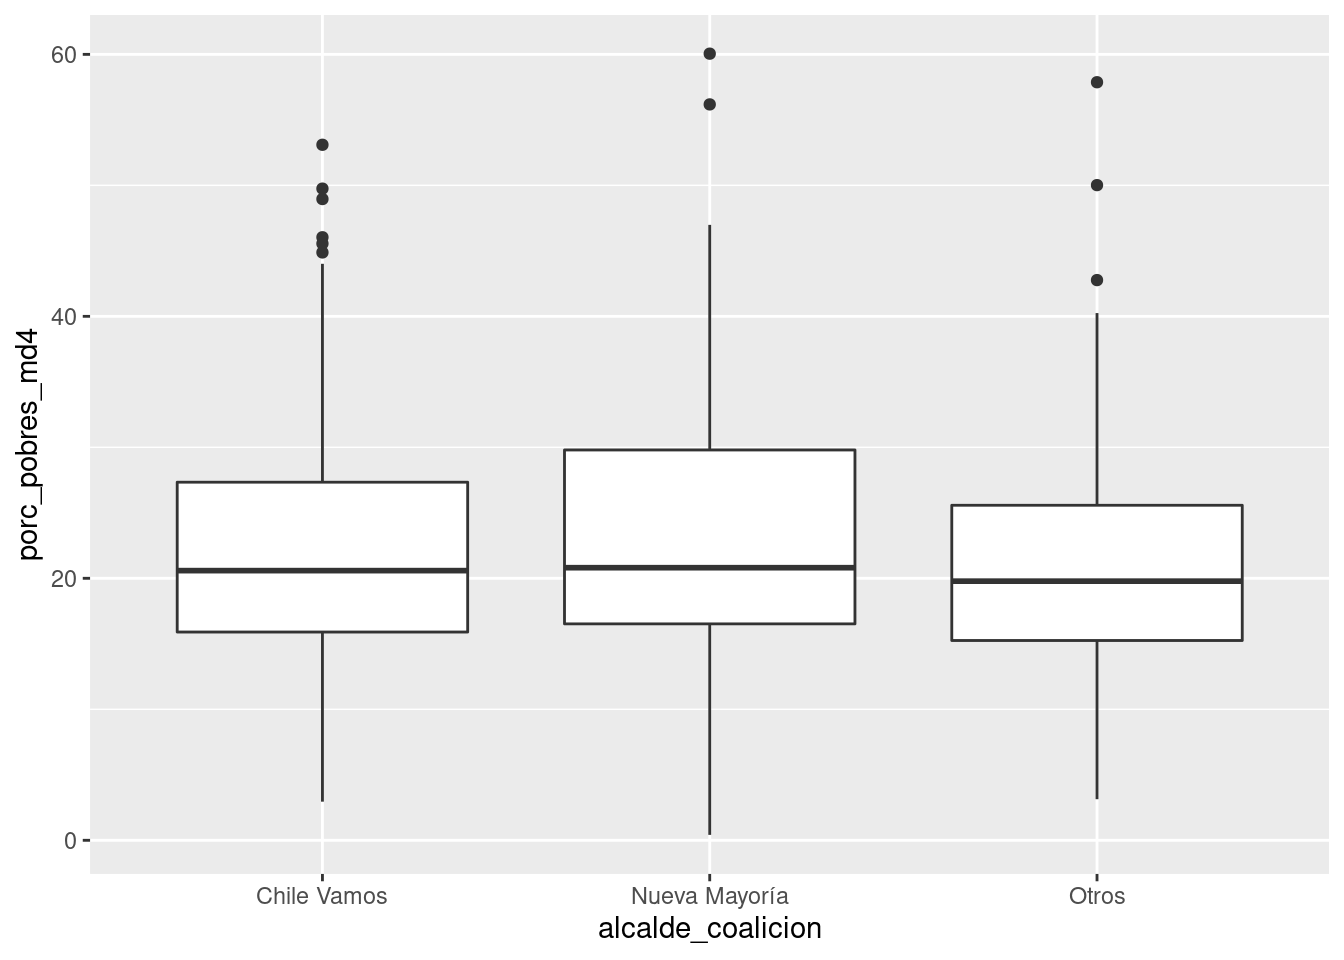 60
40
20
0
porc_pobres_md4
Chile Vamos
Nueva Mayoría
Otros
alcalde_coalicion